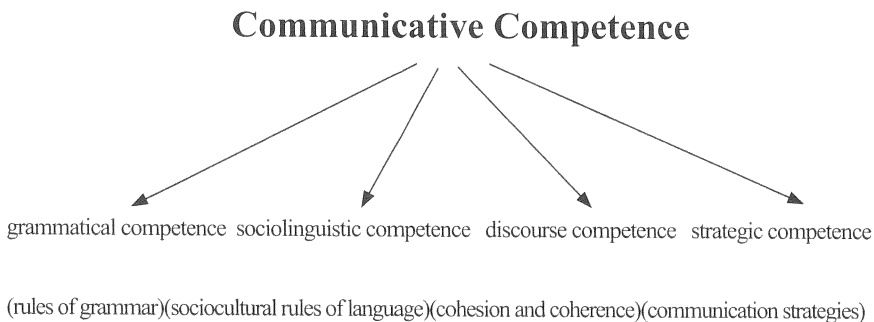 Communicative Competence
grammatical competence sociolinguistic competence discourse competence strategic competence
(rules of grammar)(sociocultural rules of language)(cohesion and coherence)(communication strategies)